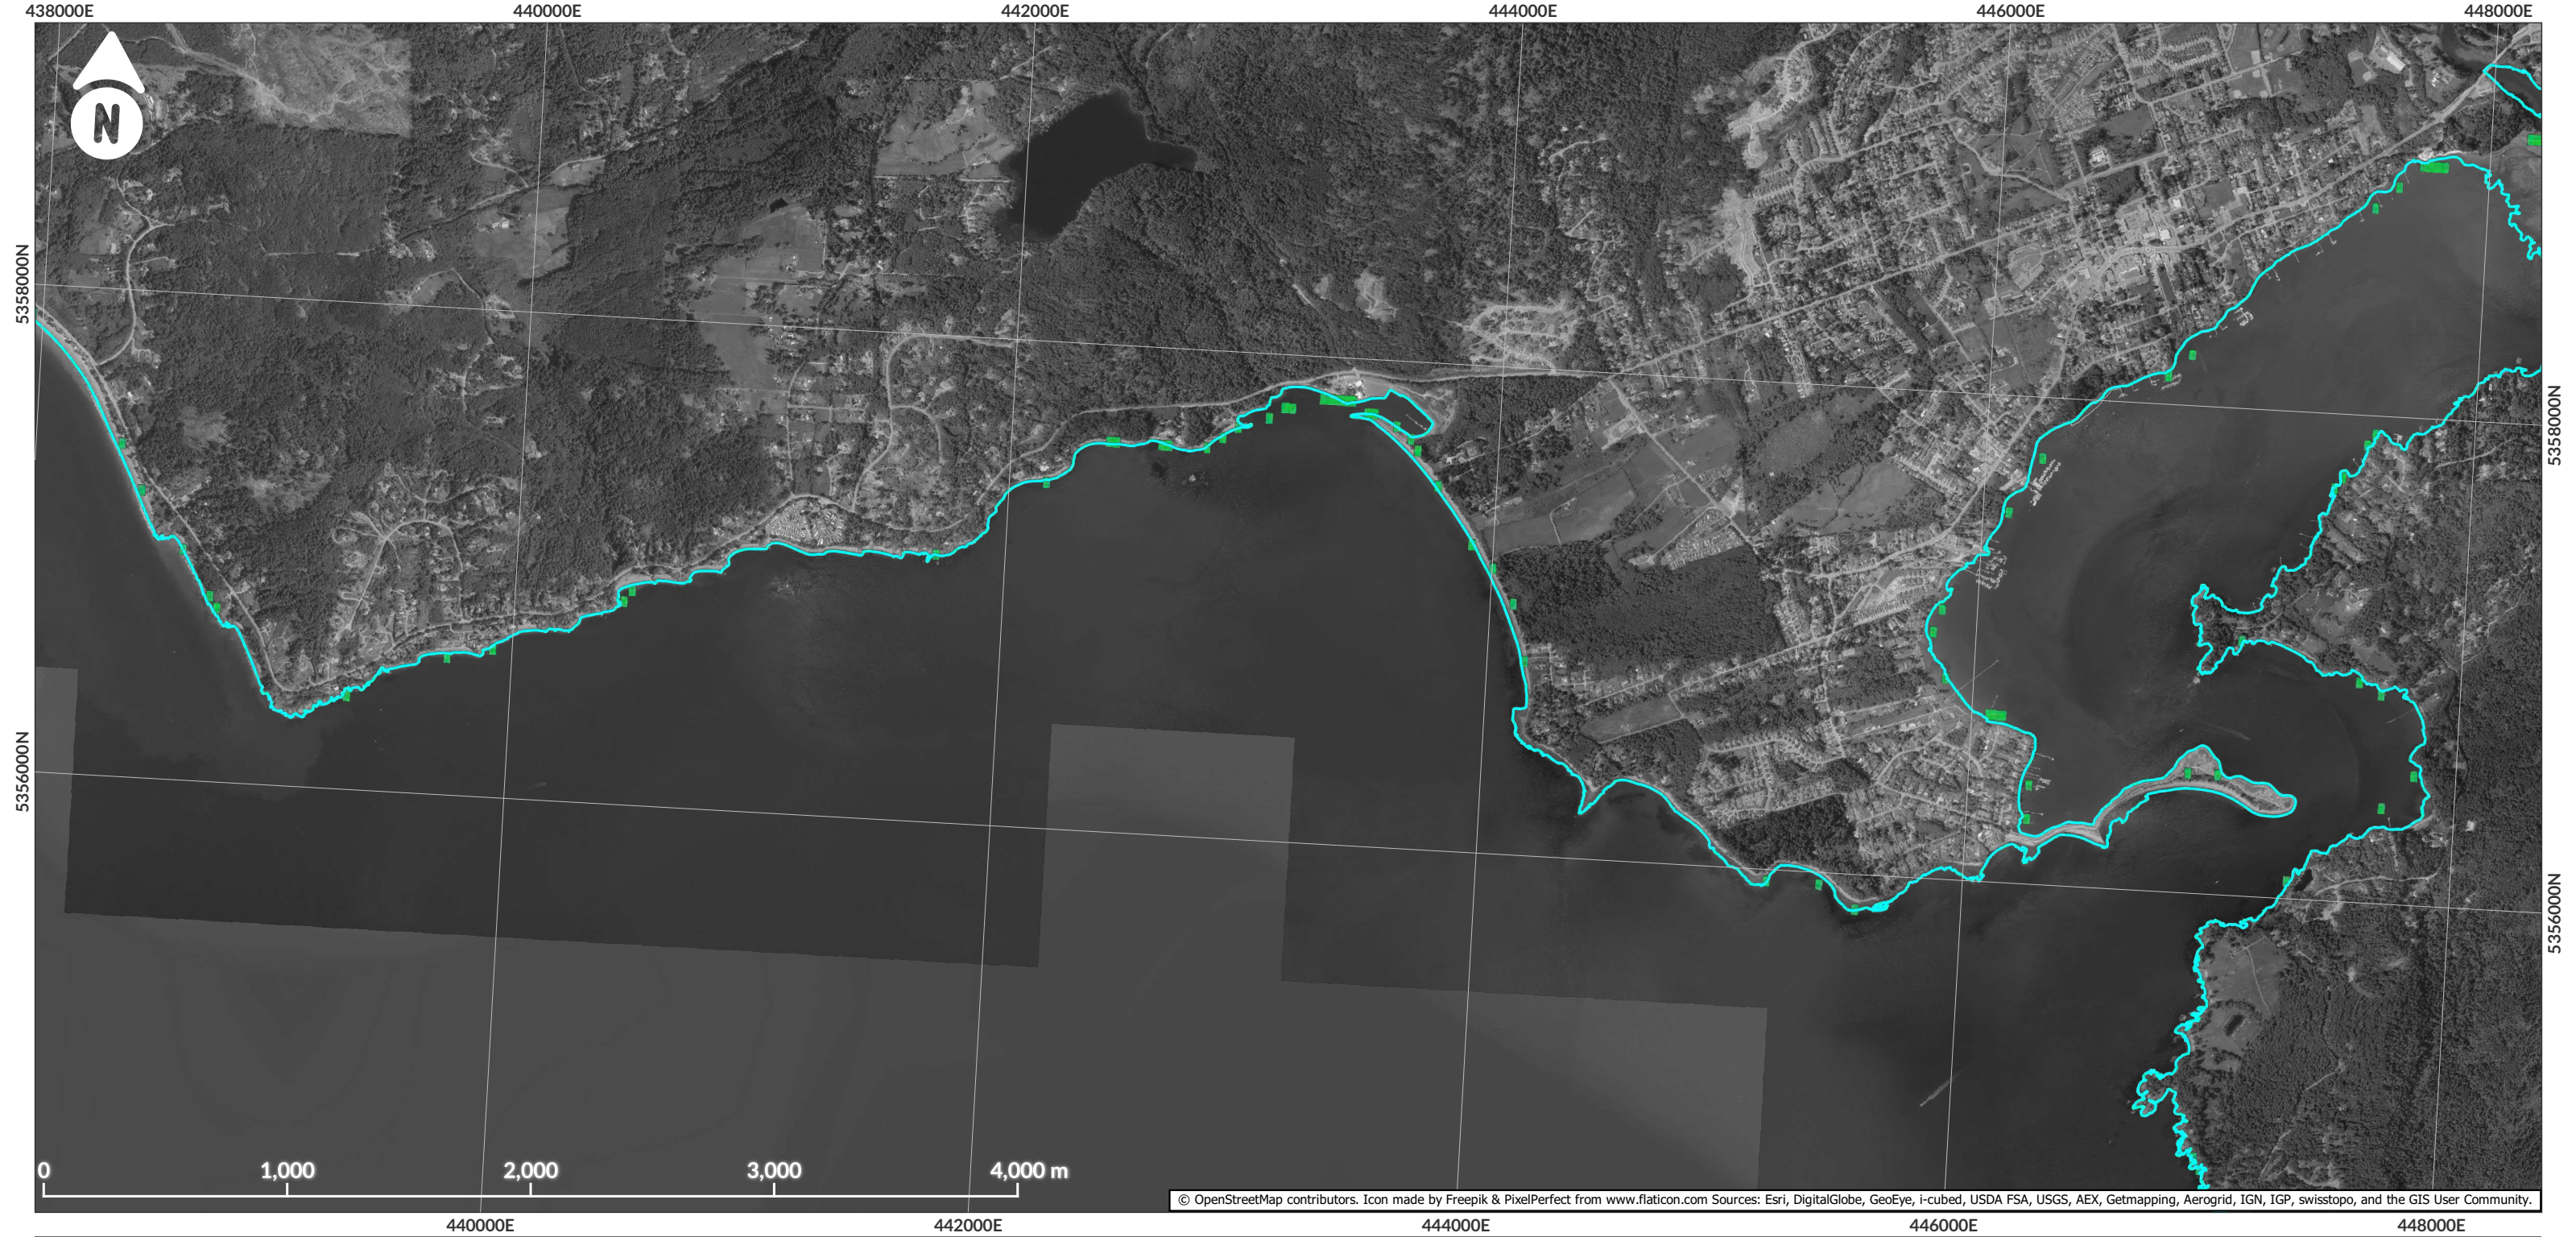 438000E 440000E 442000E 444000E 446000E 448000E
N
5358000N
5358000N
5356000N
5356000N
0 1,000 2,000 3,000 4,000 m
© OpenStreetMap contributors. Icon made by Freepik & PixelPerfect from www.flaticon.com Sources: Esri, DigitalGlobe, GeoEye, i-cubed, USDA FSA, USGS, AEX, Getmapping, Aerogrid, IGN, IGP, swisstopo, and the GIS User Community.
440000E 442000E 444000E 446000E 448000E